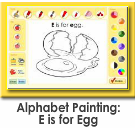 E is for egg.
Alphabet Painting:
E is for Egg